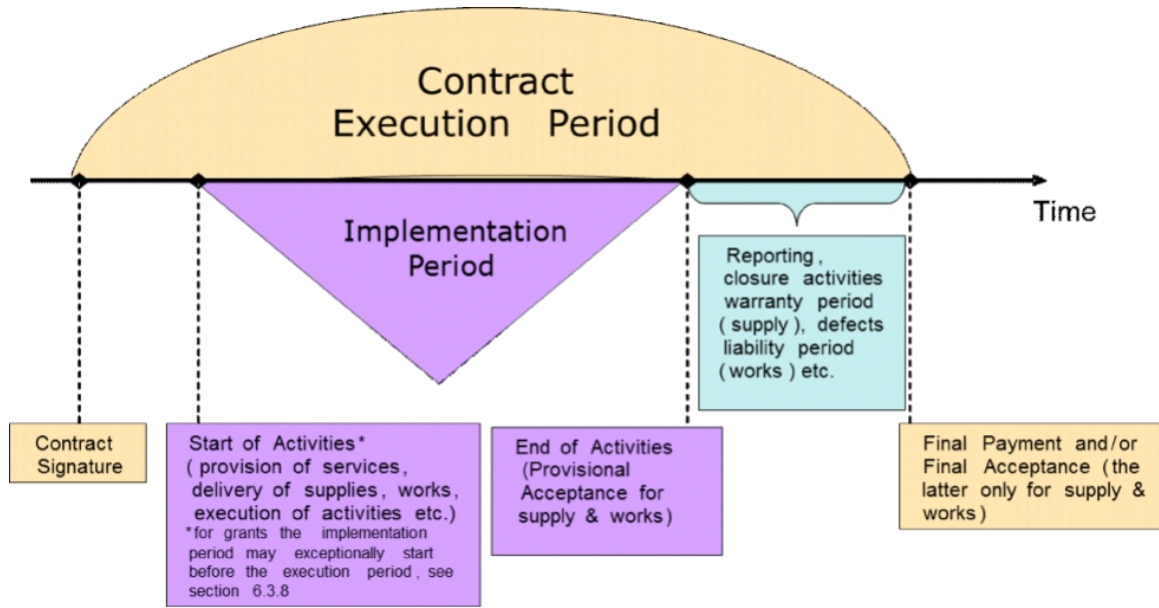 Contract
Execution Period
Time
Implementation
Period
Reporting,
closure activities
warranty period
(supply), defects
liability period
(works) etc.
Contract
Signature
Start of Activities*
(provision of services,
delivery of supplies, works,
execution of activities etc.)
*for grants the implementation
period may exceptionally start
before the execution period, see
section 6.3.8
End of Activities
(Provisional
Acceptance for
supply & works)
Final Payment and/or
Final Acceptance (the
latter only for supply &
works)